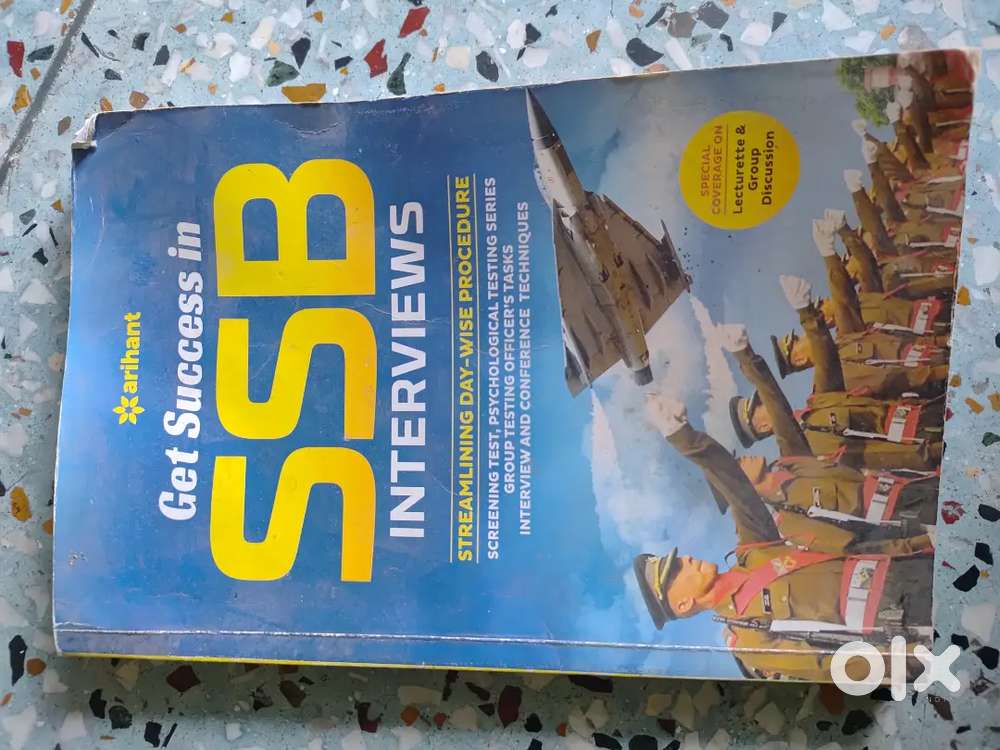 arihant
Get Success in
SSB
INTERVIEWS
STREAMLINING DAY-WISE PROCEDURE
SCREENING TEST, PSYCHOLOGICAL TESTING SERIES
GROUP TESTING OFFICER'S TASKS
INTERVIEW AND CONFERENCE TECHNIQUES
SPECIAL
COVERAGE ON
Lecturette &
Group
Discussion
olx